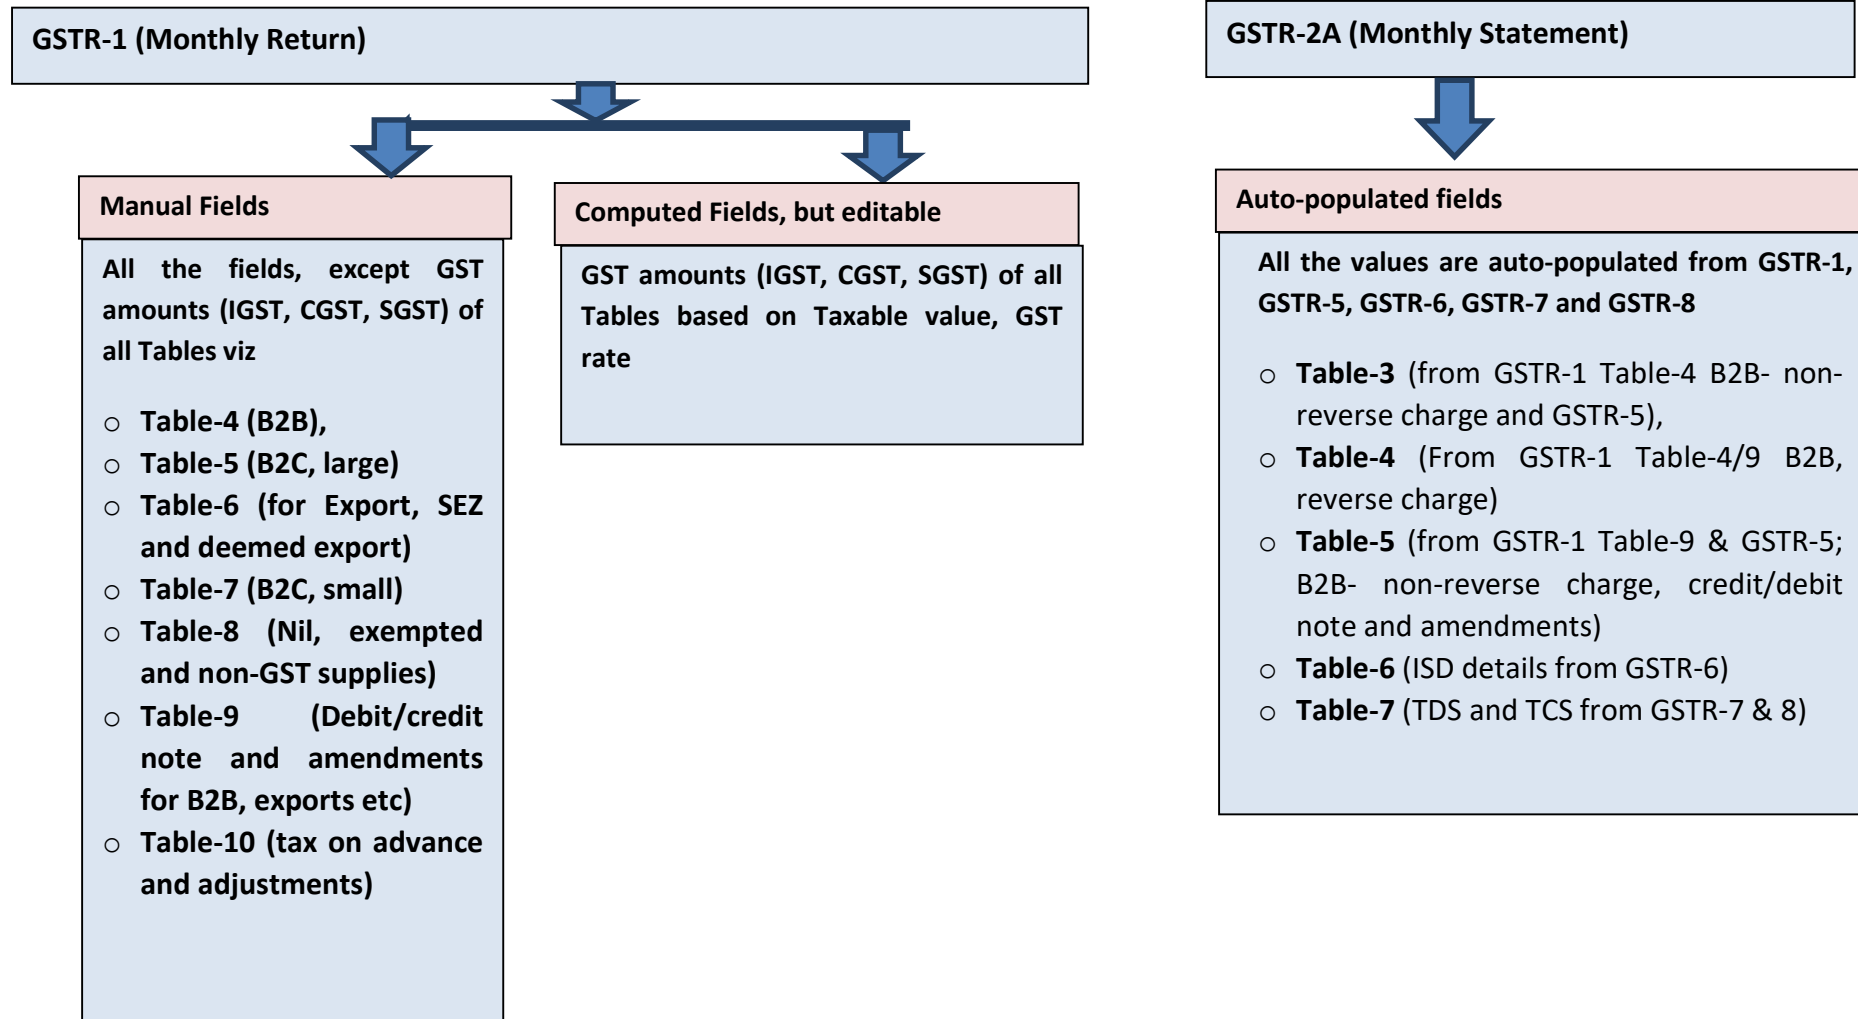 GSTR-1 (Monthly Return)
Manual Fields
All the fields, except GST
amounts (IGST, CGST, SGST) of
all Tables viz
o Table-4 (B2B),
o Table-5 (B2C, large)
o Table-6 (for Export, SEZ
and deemed export)
o Table-7 (B2C, small)
o Table-8 (Nil, exempted
and non-GST supplies)
o Table-9 (Debit/credit
note and amendments
for B2B, exports etc)
o Table-10 (tax on advance
and adjustments)
Computed Fields, but editable
GST amounts (IGST, CGST, SGST) of all
Tables based on Taxable value, GST
rate
GSTR-2A (Monthly Statement)
Auto-populated fields
All the values are auto-populated from GSTR-1,
GSTR-5, GSTR-6, GSTR-7 and GSTR-8
o Table-3 (from GSTR-1 Table-4 B2B- non-
reverse charge and GSTR-5),
o Table-4 (From GSTR-1 Table-4/9 B2B,
reverse charge)
o Table-5 (from GSTR-1 Table-9 & GSTR-5;
B2B- non-reverse charge, credit/debit
note and amendments)
o Table-6 (ISD details from GSTR-6)
o Table-7 (TDS and TCS from GSTR-7 & 8)